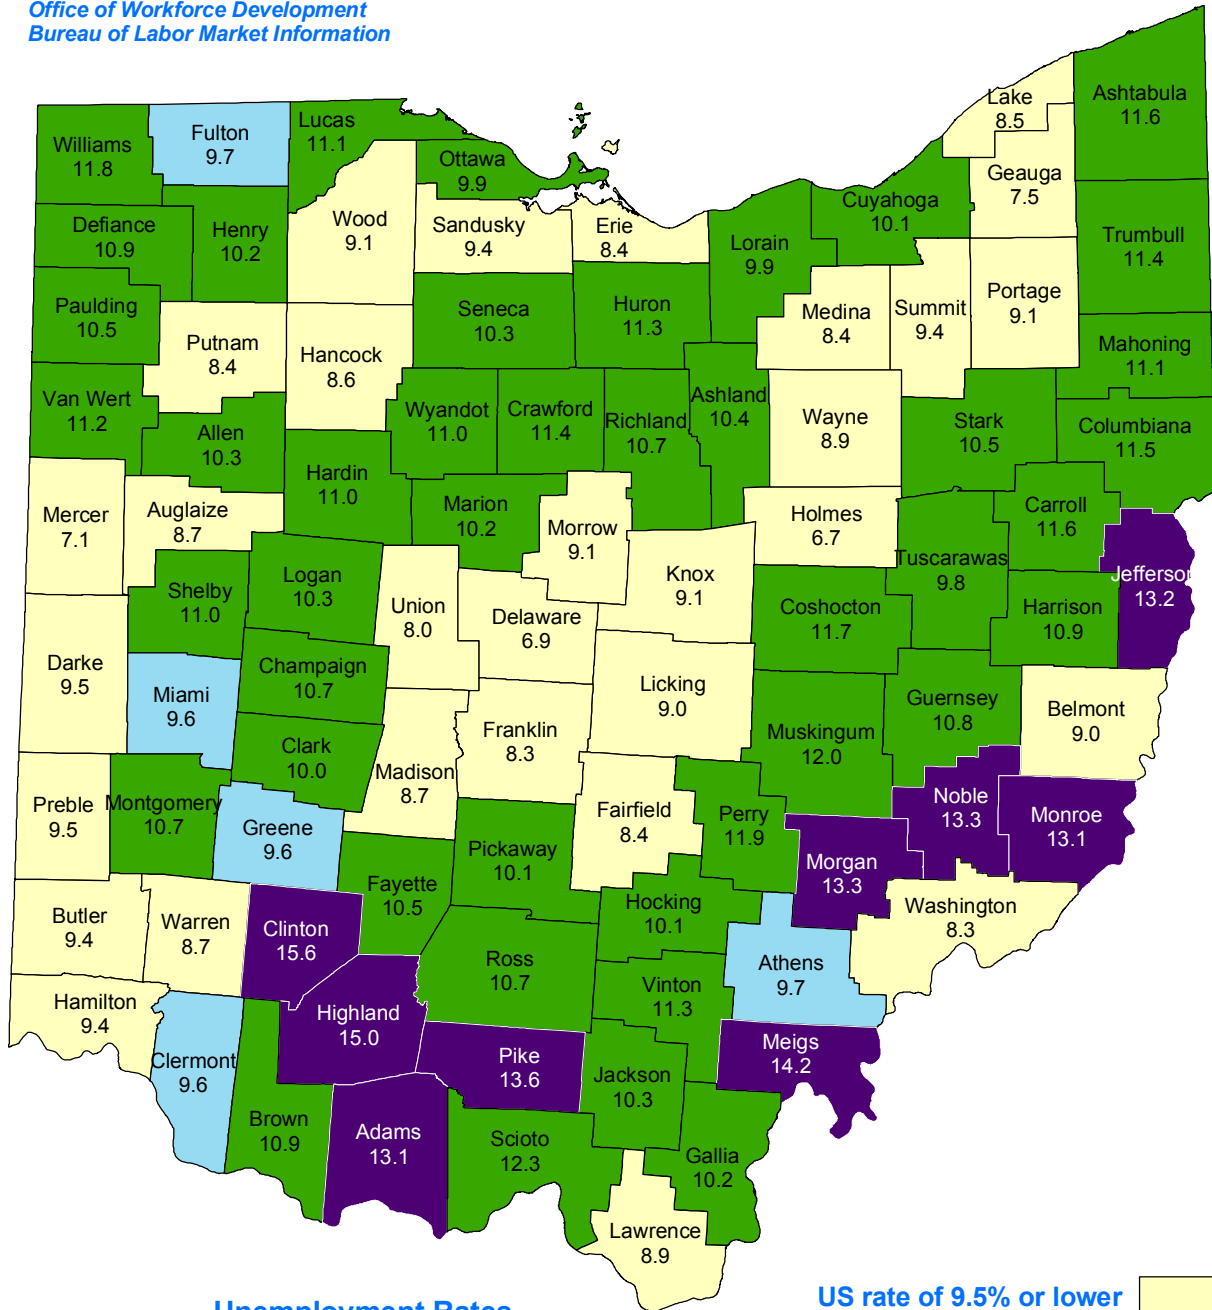 Office of Workforce Development
Bureau of Labor Market Information
Lake
8.5
Ashtabula
11.6
Williams
11.8
Fulton
9.7
Lucas
11.1
Ottawa
9.9
Geauga
7.5
Cuyahoga
10.1
Defiance
10.9
Henry
10.2
Wood
9.1
Sandusky
9.4
Erie
8.4
Lorain
9.9
Trumbull
11.4
Paulding
10.5
Seneca
10.3
Huron
11.3
Medina
8.4
Summit
9.4
Portage
9.1
Putnam
8.4
Hancock
8.6
Mahoning
11.1
Van Wert
11.2
Allen
10.3
Wyandot
11.0
Crawford
11.4
Richland
10.7
Ashland
10.4
Wayne
8.9
Stark
10.5
Columbiana
11.5
Hardin
11.0
Mercer
7.1
Auglaize
8.7
Marion
10.2
Morrow
9.1
Holmes
6.7
Carroll
11.6
Tuscarawas
9.8
Jefferson
13.2
Shelby
11.0
Logan
10.3
Union
8.0
Delaware
6.9
Knox
9.1
Coshocton
11.7
Harrison
10.9
Darke
9.5
Miami
9.6
Champaign
10.7
Licking
9.0
Guernsey
10.8
Belmont
9.0
Clark
10.0
Franklin
8.3
Muskingum
12.0
Madison
8.7
Preble
9.5
Montgomery
10.7
Greene
9.6
Fairfield
8.4
Perry
11.9
Noble
13.3
Monroe
13.1
Pickaway
10.1
Morgan
13.3
Fayette
10.5
Hocking
10.1
Washington
8.3
Butler
9.4
Warren
8.7
Clinton
15.6
Ross
10.7
Athens
9.7
Vinton
11.3
Hamilton
9.4
Highland
15.0
Clermont
9.6
Pike
13.6
Meigs
14.2
Jackson
10.3
Brown
10.9
Adams
13.1
Scioto
12.3
Gallia
10.2
Lawrence
8.9
Unemployment Rates
US rate of 9.5% or lower